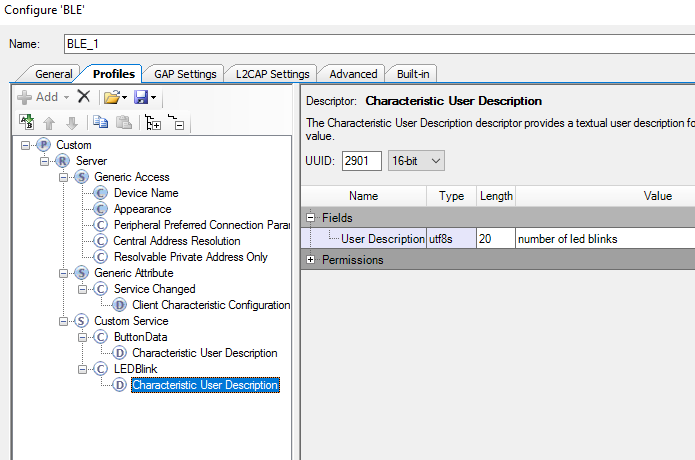 Configure 'BLE'
Name: BLE_1
General Profiles GAP Settings L2CAP Settings Advanced Built-in
Add
Custom
Server
Generic Access
Device Name
Appearance
Peripheral Preferred Connection Para
Central Address Resolution
Resolvable Private Address Only
Generic Attribute
Service Changed
Client Characteristic Configuration
Custom Service
ButtonData
Characteristic User Description
LEDBlink
Characteristic User Description
Descriptor: Characteristic User Description
The Characteristic User Description descriptor provides a textual user description fo
value.
UUID: 2901 16-bit
Name Type Length Value
Fields
User Description utf8s 20 number of led blinks
Permissions